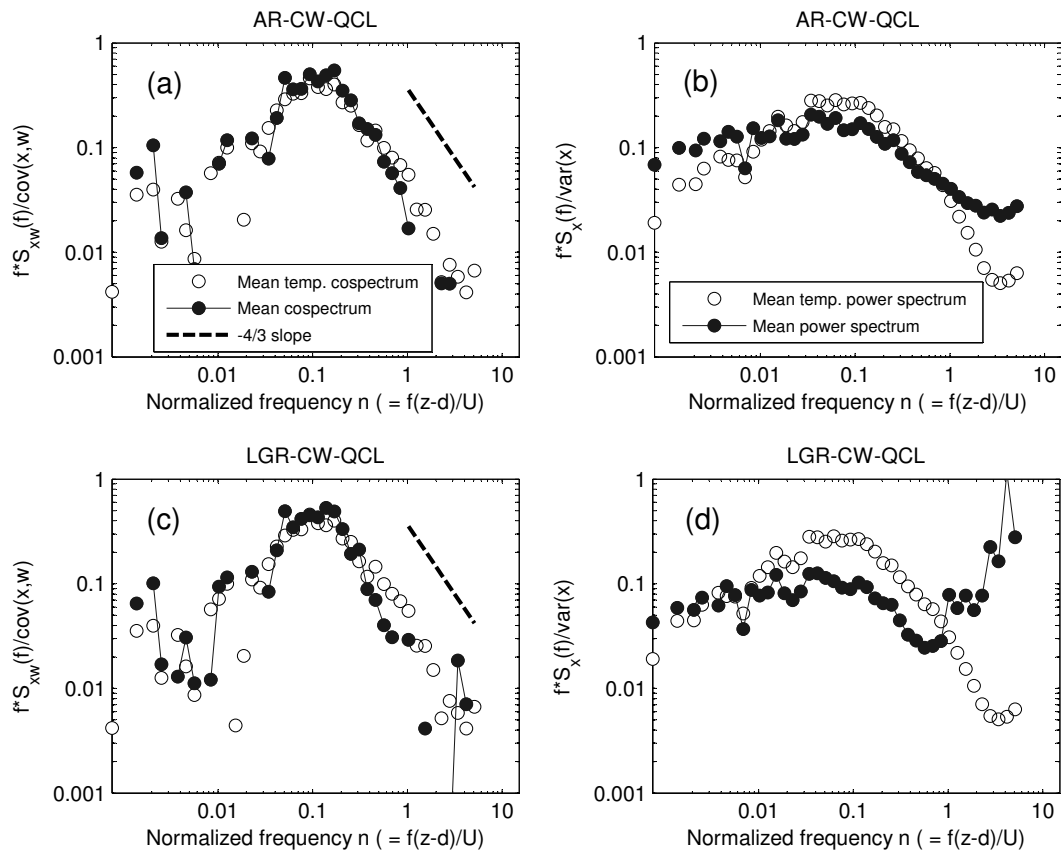 AR-CW-QCL
(a)
f*S_xw(f)/cov(x,w)
1
0.1
0.01
0.001
Mean temp. cospectrum
Mean cospectrum
-4/3 slope
0.01 0.1 1 10
Normalized frequency n ( = f(z-d)/U)
AR-CW-QCL
(b)
f*S_x(f)/var(x)
1
0.1
0.01
0.001
Mean temp. power spectrum
Mean power spectrum
0.01 0.1 1 10
Normalized frequency n ( = f(z-d)/U)
LGR-CW-QCL
(c)
f*S_xw(f)/cov(x,w)
1
0.1
0.01
0.001
0.01 0.1 1 10
Normalized frequency n ( = f(z-d)/U)
LGR-CW-QCL
(d)
f*S_x(f)/var(x)
1
0.1
0.01
0.001
0.01 0.1 1 10
Normalized frequency n ( = f(z-d)/U)